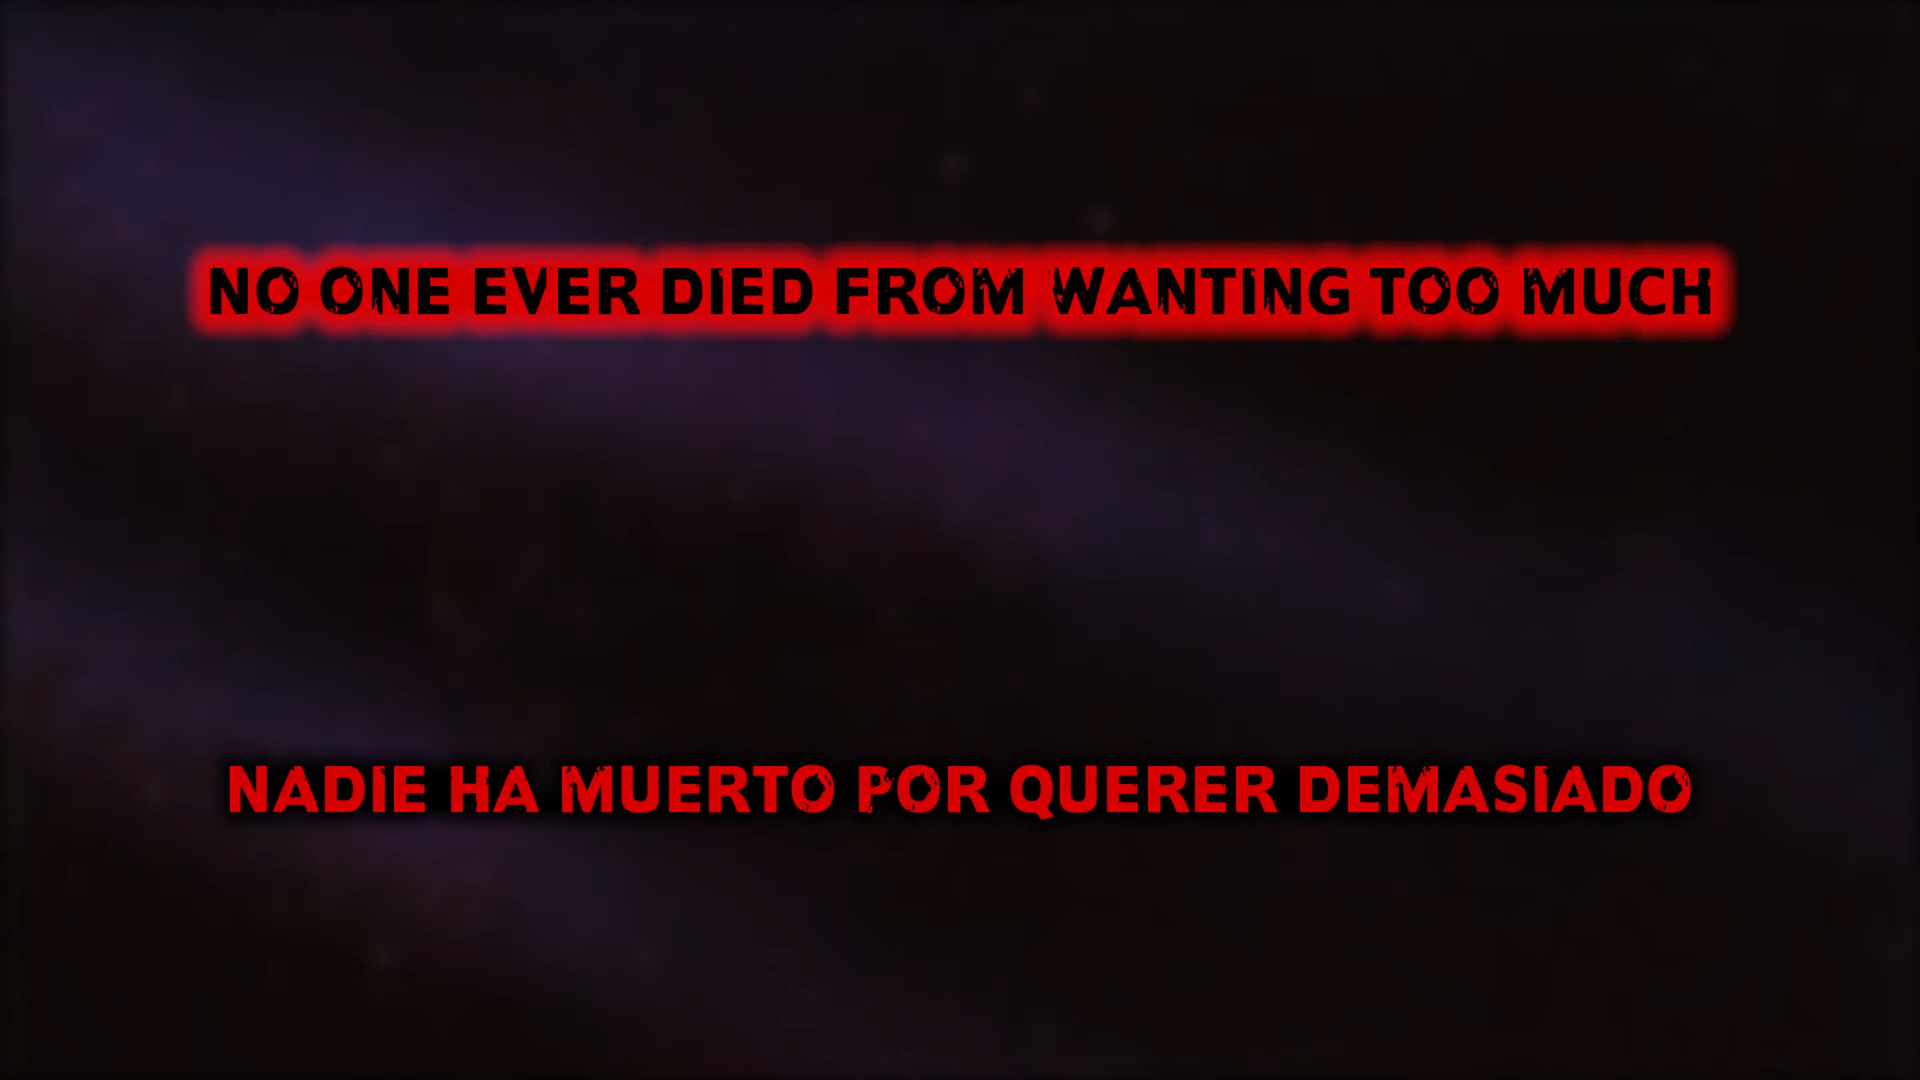 NO ONE EVER DIED FROM WANTING TOO MUCH
NADIE HA MUERTO POR QUERER DEMASIADO